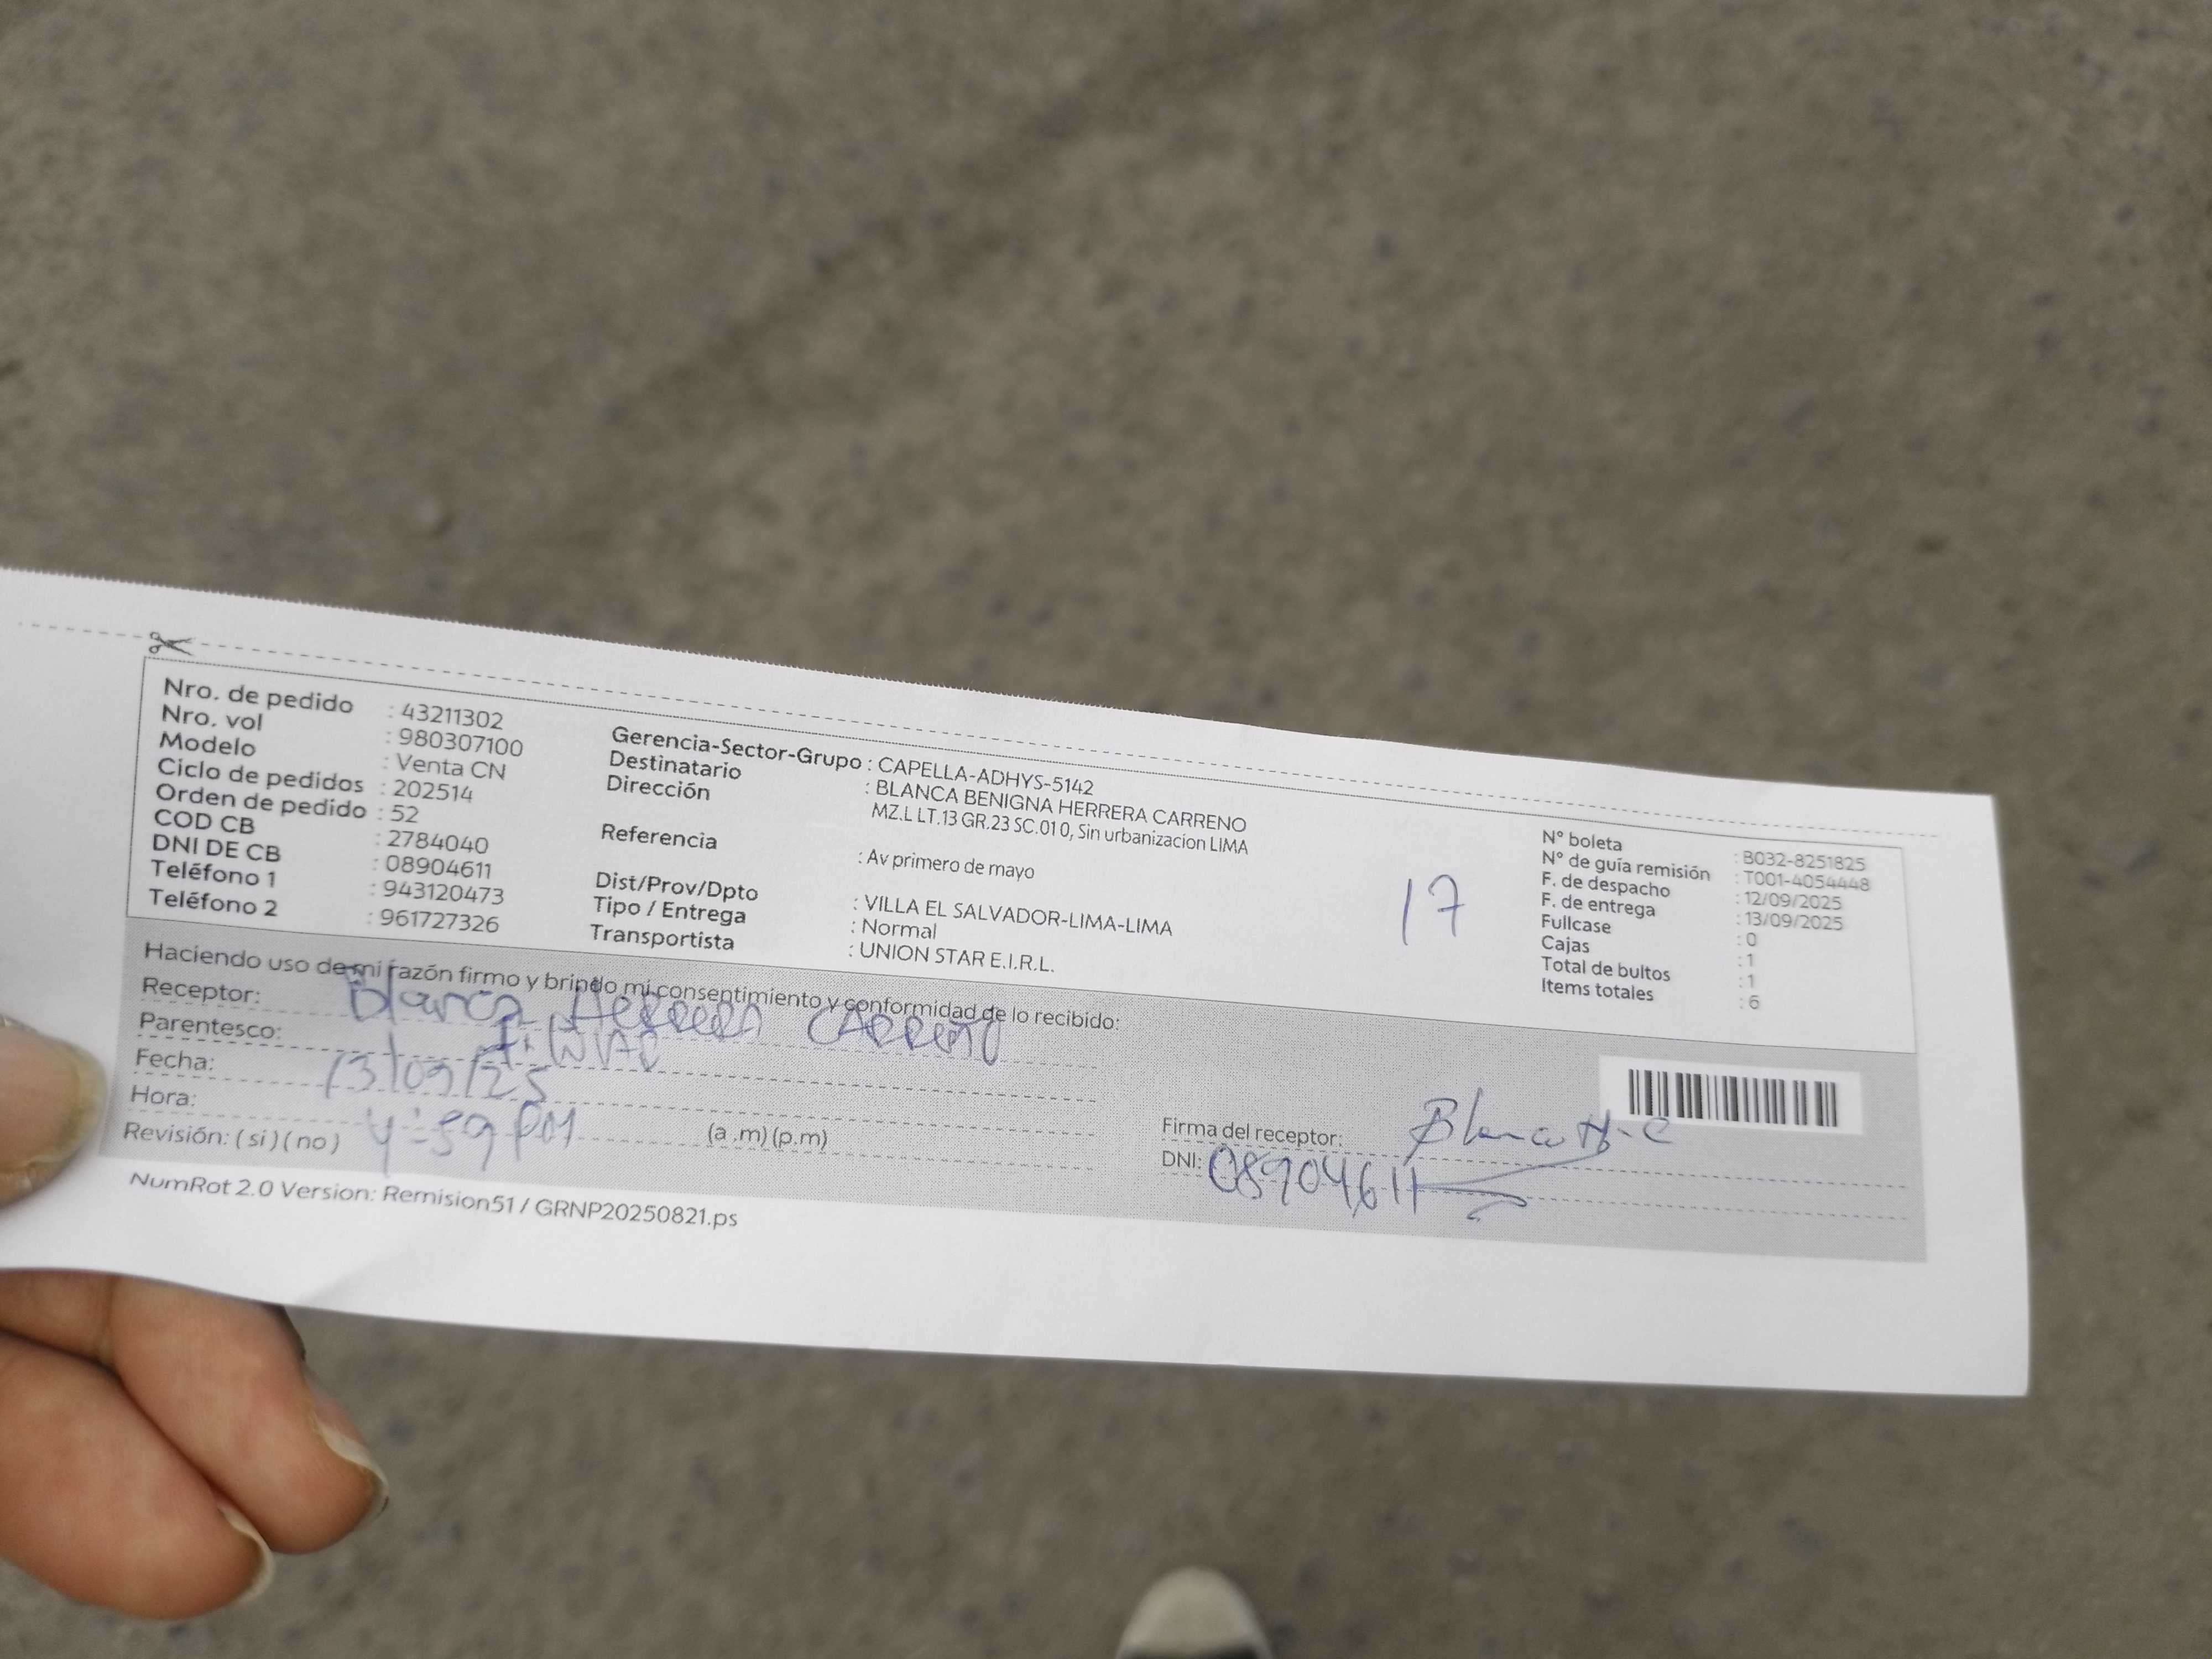 Nro. de pedido : 43211302
Nro. vol : 980307100
Modelo : Venta CN
Ciclo de pedidos : 202514
Orden de pedido : 52
COD CB : 2784040
DNI DE CB : 08904611
Teléfono 1 : 943120473
Teléfono 2 : 961727326
Gerencia-Sector-Grupo : CAPELLA-ADHYS-5142
Destinatario : BLANCA BENIGNA HERRERA CARRENO
Dirección MZ.L LT.13 GR.23 SC.01 0, Sin urbanizacion LIMA
Referencia : Av primero de mayo
Dist/Prov/Dpto : VILLA EL SALVADOR-LIMA-LIMA
Tipo / Entrega : Normal
Transportista : UNION STAR E.I.R.L.
17
N° boleta : B032-8251825
N° de guía remisión : T001-4054448
F. de despacho : 12/09/2025
F. de entrega : 13/09/2025
Fullcase : 0
Cajas : 1
Total de bultos : 1
Items totales : 6
Haciendo uso de mi razón firmo y brindo mi consentimiento y conformidad de lo recibido:
Receptor: Blanca Herrera Carreño
Parentesco:
Fecha: 13/09/25
Hora: 4:59 PM (a .m) (p.m)
Revisión: ( si ) ( no )
Firma del receptor: Blanca H.C
DNI: 08904611
NumRot 2.0 Version: Remision51 / GRNP20250821.ps